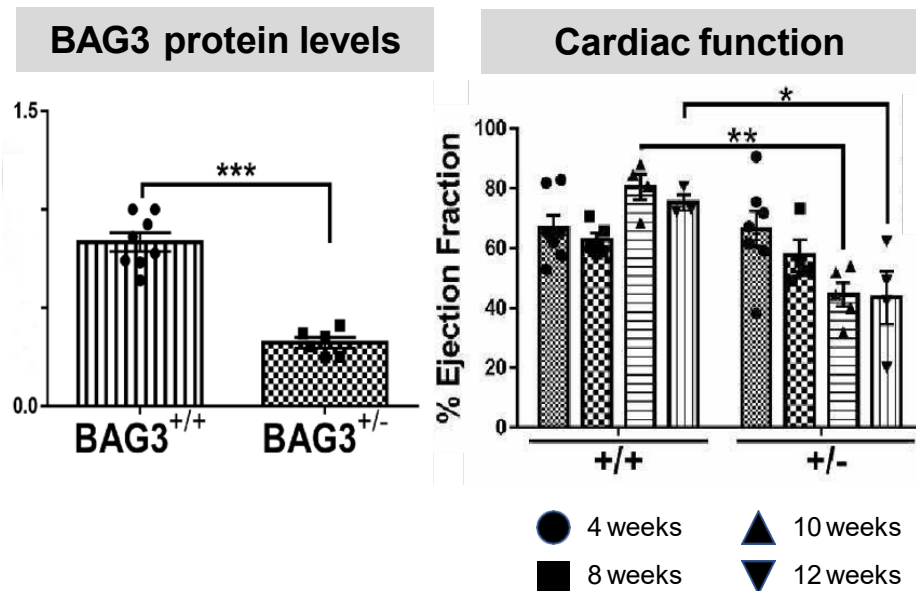 BAG3 protein levels
1.5
***
0.0
BAG3+/+
BAG3+/-
Cardiac function
% Ejection Fraction
100
80
60
40
20
0
*
**
+/+
+/-
4 weeks
10 weeks
8 weeks
12 weeks